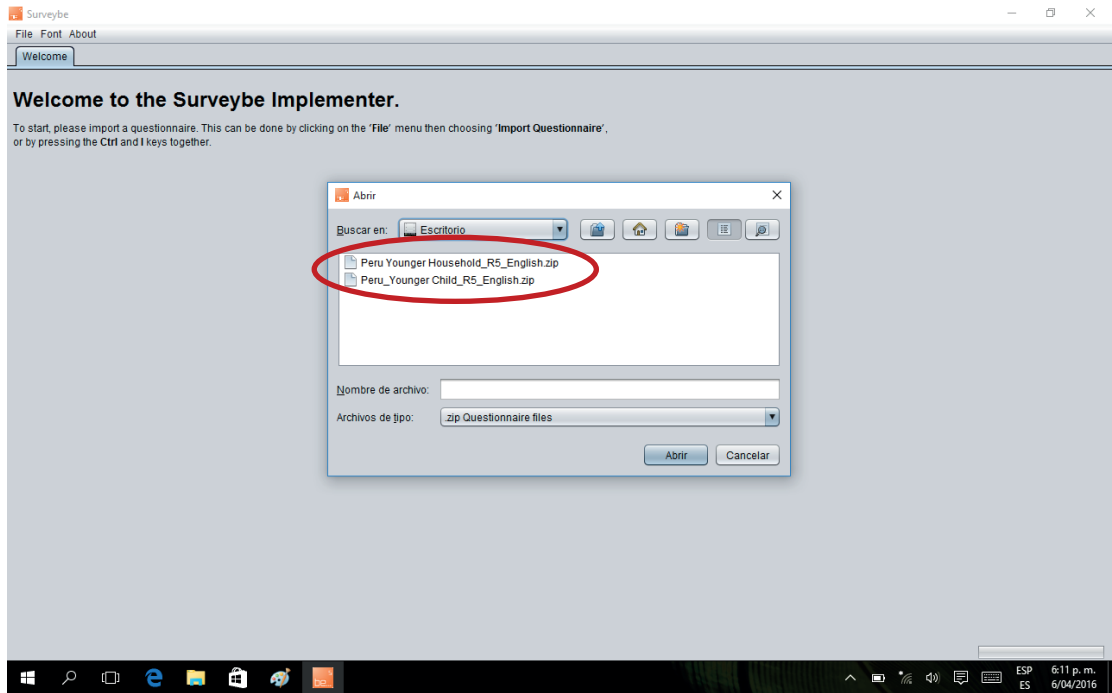 Surveybe
File Font About
Welcome
Welcome to the Surveybe Implementer.
To start, please import a questionnaire. This can be done by clicking on the 'File' menu then choosing 'Import Questionnaire',
or by pressing the Ctrl and I keys together.
Abrir
Buscar en: Escritorio
Peru Younger Household_R5_English.zip
Peru_Younger Child_R5_English.zip
Nombre de archivo:
Archivos de tipo: .zip Questionnaire files
Abrir Cancelar
ESP 6:11 p. m.
ES 6/04/2016